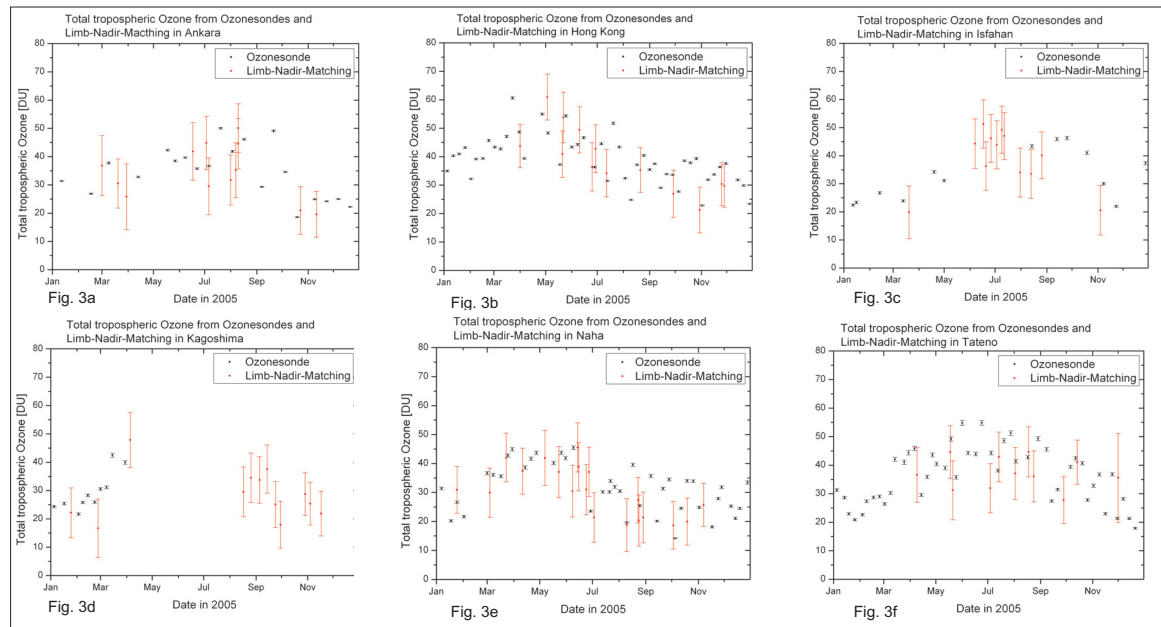 Total tropospheric Ozone from Ozonesondes and
Limb-Nadir-Macthing in Ankara
80
70
60
50
40
30
20
10
0
Total tropospheric Ozone [DU]
Ozonesonde
Limb-Nadir-Matching
Jan Mar May Jul Sep Nov
Fig. 3a
Date in 2005
Total tropospheric Ozone from Ozonesondes and
Limb-Nadir-Matching in Hong Kong
80
70
60
50
40
30
20
10
0
Total tropospheric Ozone [DU]
Ozonesonde
Limb-Nadir-Matching
Jan Mar May Jul Sep Nov
Fig. 3b
Date in 2005
Total tropospheric Ozone from Ozonesondes and
Limb-Nadir-Matching in Isfahan
80
70
60
50
40
30
20
10
0
Total tropospheric Ozone [DU]
Ozonesonde
Limb-Nadir-Matching
Jan Mar May Jul Sep Nov
Fig. 3c
Date in 2005
Total tropospheric Ozone from Ozonesondes and
Limb-Nadir-Matching in Kagoshima
80
70
60
50
40
30
20
10
0
Total tropospheric Ozone [DU]
Ozonesonde
Limb-Nadir-Matching
Jan Mar May Jul Sep Nov
Fig. 3d
Date in 2005
Total tropospheric Ozone from Ozonesondes and
Limb-Nadir-Matching in Naha
80
70
60
50
40
30
20
10
0
Total tropospheric Ozone [DU]
Ozonesonde
Limb-Nadir-Matching
Jan Mar May Jul Sep Nov
Fig. 3e
Date in 2005
Total tropospheric Ozone from Ozonesondes and
Limb-Nadir-Matching in Tateno
80
70
60
50
40
30
20
10
0
Total tropospheric Ozone [DU]
Ozonesonde
Limb-Nadir-Matching
Jan Mar May Jul Sep Nov
Fig. 3f
Date in 2005